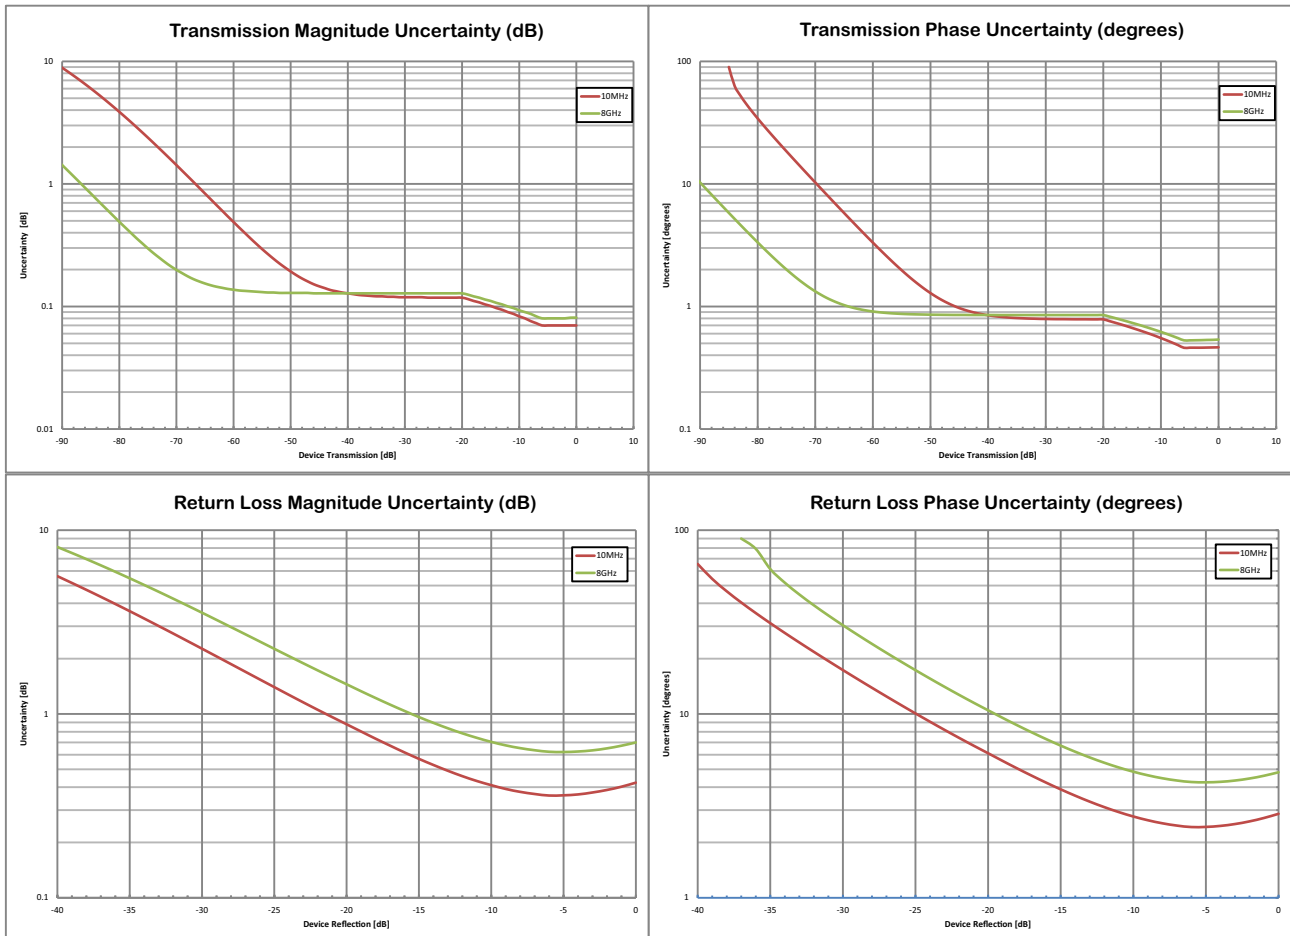 Transmission Magnitude Uncertainty (dB)
10
1
0.1
0.01
Uncertainty [dB]
10MHz
8GHz
-90 -80 -70 -60 -50 -40 -30 -20 -10 0 10
Device Transmission [dB]
Transmission Phase Uncertainty (degrees)
100
10
1
0.1
Uncertainty [degrees]
10MHz
8GHz
-90 -80 -70 -60 -50 -40 -30 -20 -10 0 10
Device Transmission [dB]
Return Loss Magnitude Uncertainty (dB)
10
1
0.1
Uncertainty [dB]
10MHz
8GHz
-40 -35 -30 -25 -20 -15 -10 -5 0
Device Reflection [dB]
Return Loss Phase Uncertainty (degrees)
100
10
1
Uncertainty [degrees]
10MHz
8GHz
-40 -35 -30 -25 -20 -15 -10 -5 0
Device Reflection [dB]